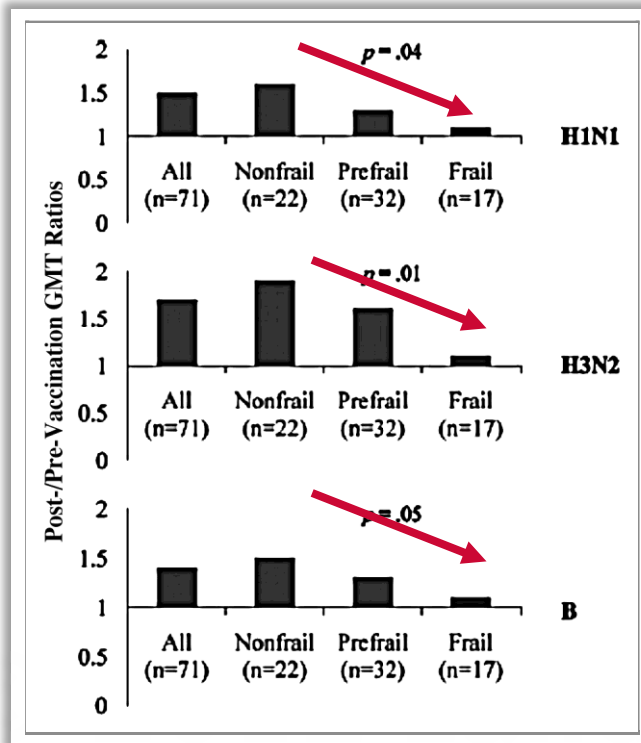 Post-/Pre-Vaccination GMT Ratios
2
p = .04
1.5
1
H1N1
All Nonfrail Prefrail Frail
0.5
(n=71) (n=22) (n=32) (n=17)
0
2
p = .01
1.5
1
H3N2
All Nonfrail Prefrail Frail
0.5
(n=71) (n=22) (n=32) (n=17)
0
2
p = .05
1.5
1
B
All Nonfrail Prefrail Frail
0.5
(n=71) (n=22) (n=32) (n=17)
0